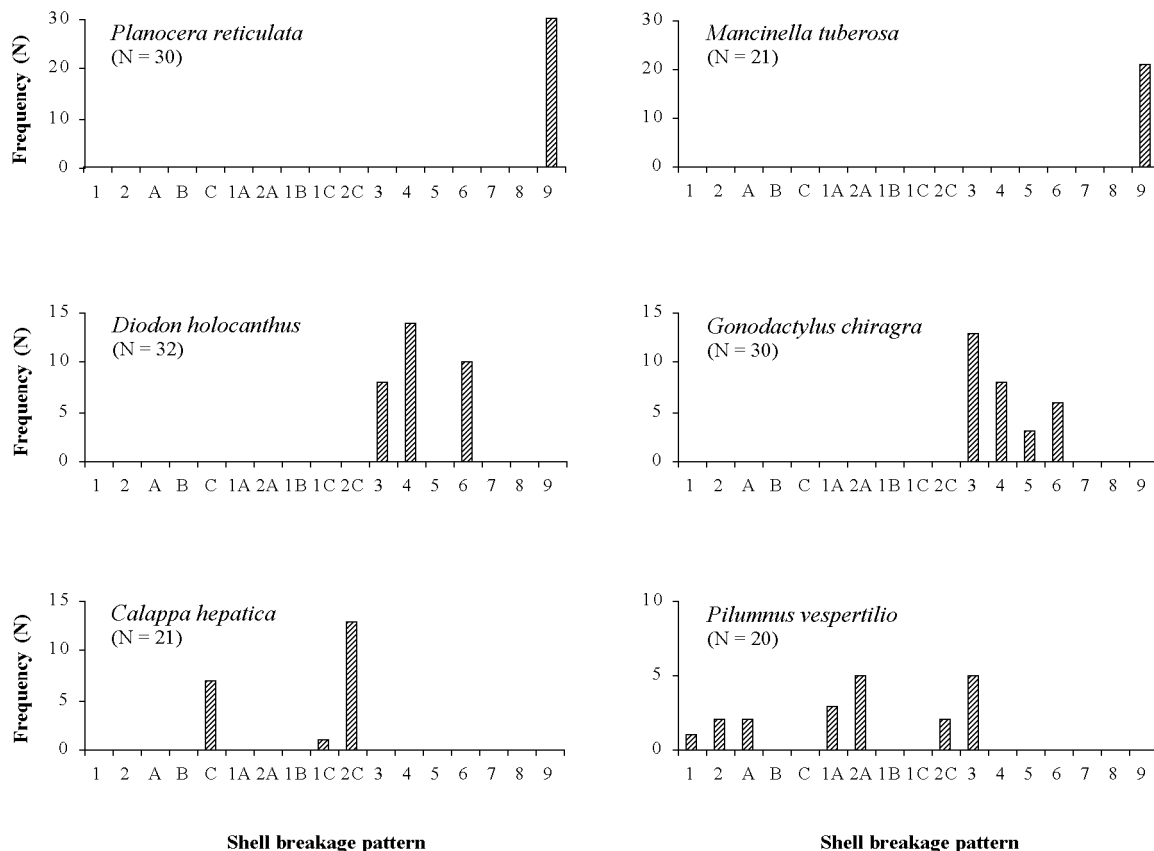 Planocera reticulata
(N = 30)
Frequency (N)
30
20
10
0
1 2 A B C 1A 2A 1B 1C 2C 3 4 5 6 7 8 9
Mancinella tuberosa
(N = 21)
30
20
10
0
1 2 A B C 1A 2A 1B 1C 2C 3 4 5 6 7 8 9
Diodon holocanthus
(N = 32)
Frequency (N)
15
10
5
0
1 2 A B C 1A 2A 1B 1C 2C 3 4 5 6 7 8 9
Gonodactylus chiragra
(N = 30)
15
10
5
0
1 2 A B C 1A 2A 1B 1C 2C 3 4 5 6 7 8 9
Calappa hepatica
(N = 21)
Frequency (N)
15
10
5
0
1 2 A B C 1A 2A 1B 1C 2C 3 4 5 6 7 8 9
Shell breakage pattern
Pilumnus vespertilio
(N = 20)
10
5
0
1 2 A B C 1A 2A 1B 1C 2C 3 4 5 6 7 8 9
Shell breakage pattern